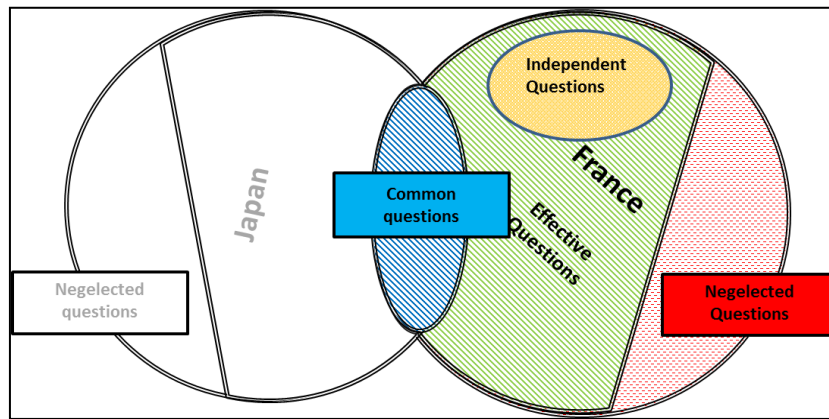 Independent
Questions
France
Japan
Common
questions
Effective
Questions
Negelected
questions
Negelected
Questions